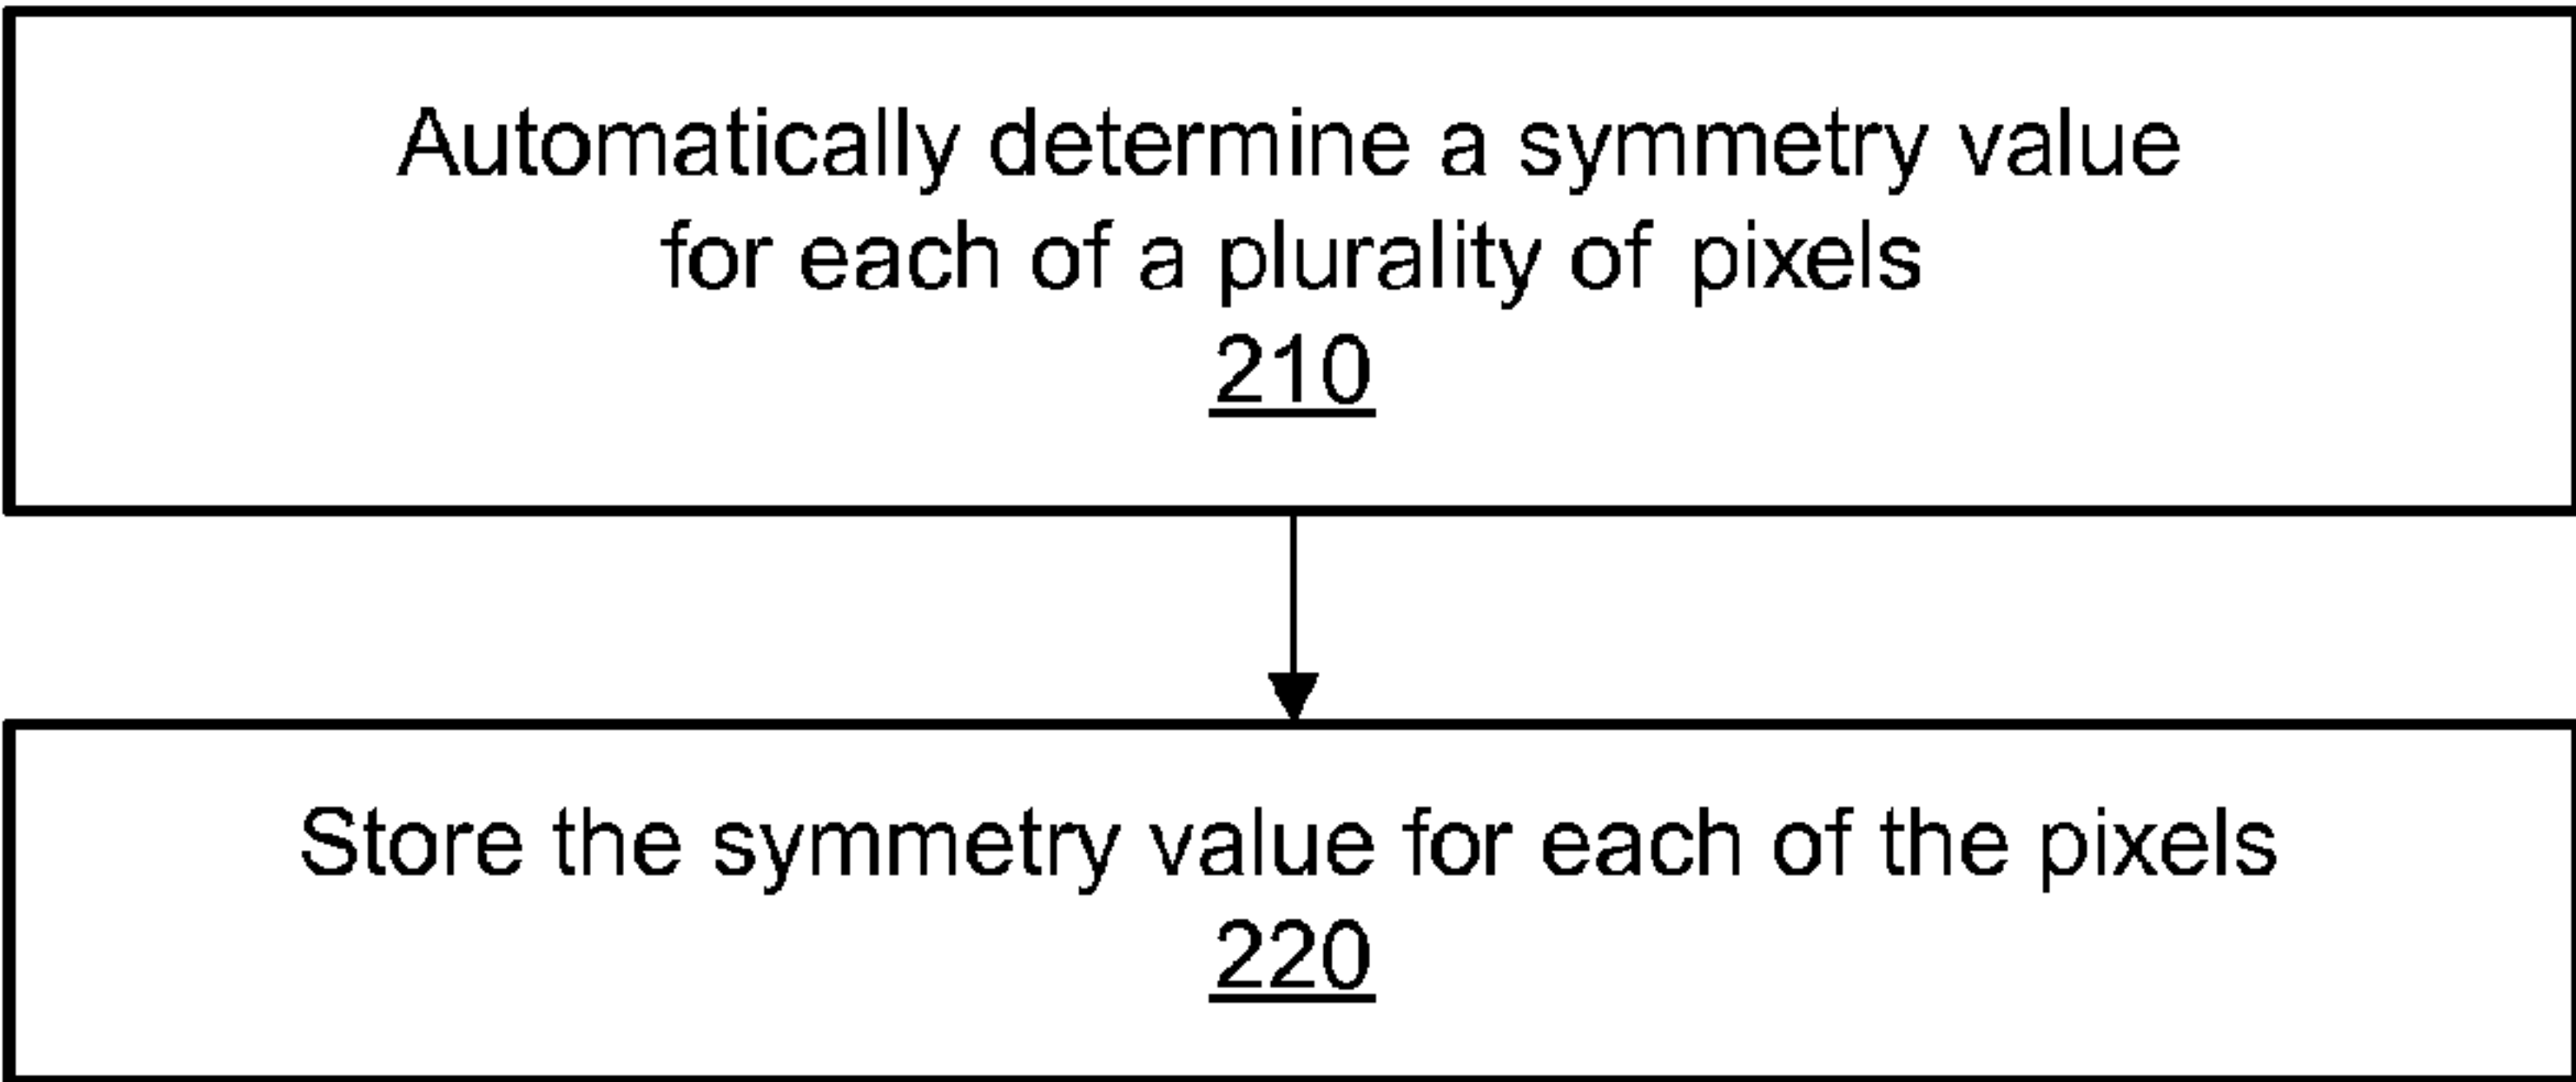 Automatically determine a symmetry value
for each of a plurality of pixels
210
Store the symmetry value for each of the pixels
220